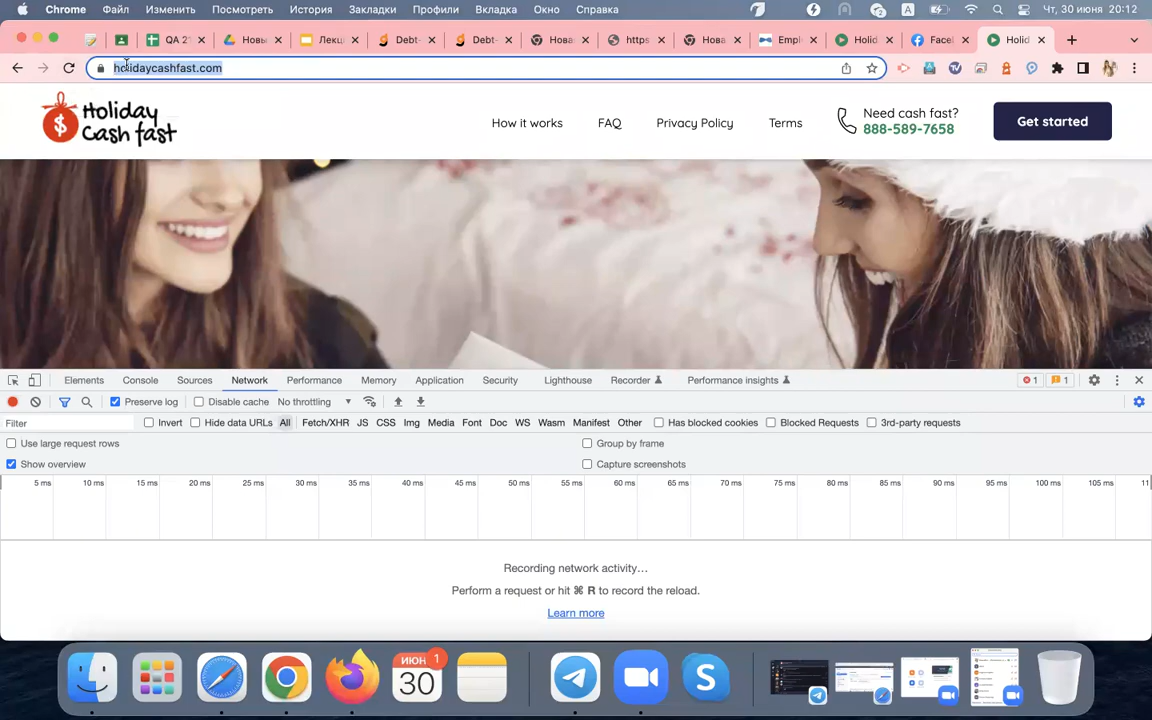 Chrome Файл Изменить Посмотреть История Закладки Профили Вкладка Окно Справка A Чт, 30 июня 20:12
QA 2 Новы Лекц Debt- Debt- Нова https Нова Empl Holid Facel Holid
holidaycashfast.com
Holiday
Cash fast
How it works FAQ Privacy Policy Terms
Need cash fast?
888-589-7658
Get started
Elements Console Sources Network Performance Memory Application Security Lighthouse Recorder Performance insights 1 1
Preserve log Disable cache No throttling
Filter Invert Hide data URLs All Fetch/XHR JS CSS Img Media Font Doc WS Wasm Manifest Other Has blocked cookies Blocked Requests 3rd-party requests
Use large request rows Group by frame
Show overview Capture screenshots
5 ms 10 ms 15 ms 20 ms 25 ms 30 ms 35 ms 40 ms 45 ms 50 ms 55 ms 60 ms 65 ms 70 ms 75 ms 80 ms 85 ms 90 ms 95 ms 100 ms 105 ms 11
Recording network activity…
Perform a request or hit ⌘ R to record the reload.
Learn more
ИЮН 1
30